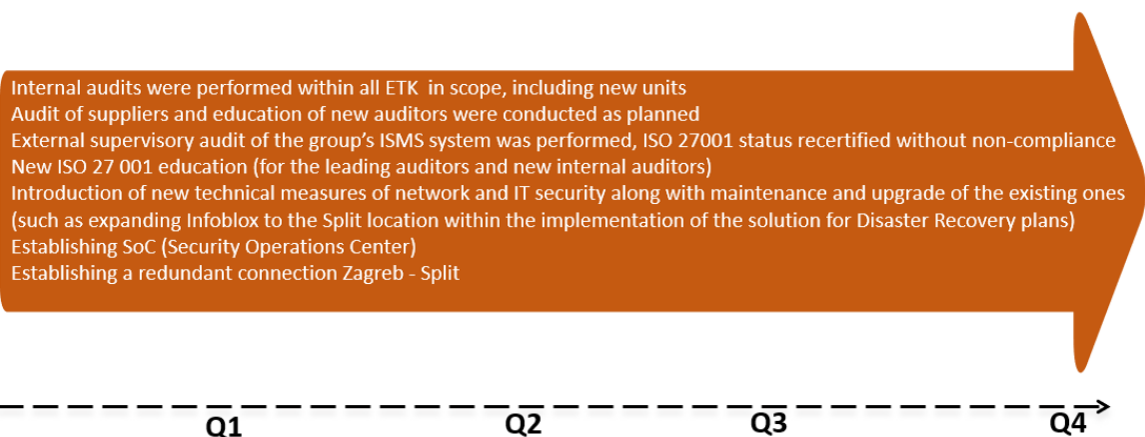 Internal audits were performed within all ETK in scope, including new units
Audit of suppliers and education of new auditors were conducted as planned
External supervisory audit of the group's ISMS system was performed, ISO 27001 status recertified without non-compliance
New ISO 27 001 education (for the leading auditors and new internal auditors)
Introduction of new technical measures of network and IT security along with maintenance and upgrade of the existing ones
(such as expanding Infoblox to the Split location within the implementation of the solution for Disaster Recovery plans)
Establishing SoC (Security Operations Center)
Establishing a redundant connection Zagreb - Split
Q1 Q2 Q3 Q4